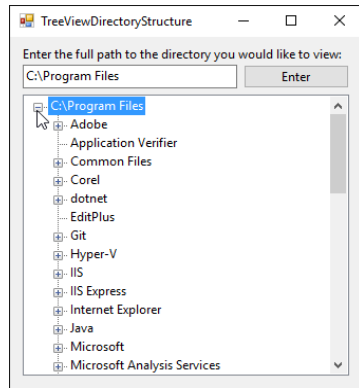 TreeViewDirectoryStructure
Enter the full path to the directory you would like to view:
C:\Program Files
Enter
C:\Program Files
Adobe
Application Verifier
Common Files
Corel
dotnet
EditPlus
Git
Hyper-V
IIS
IIS Express
Internet Explorer
Java
Microsoft
Microsoft Analysis Services